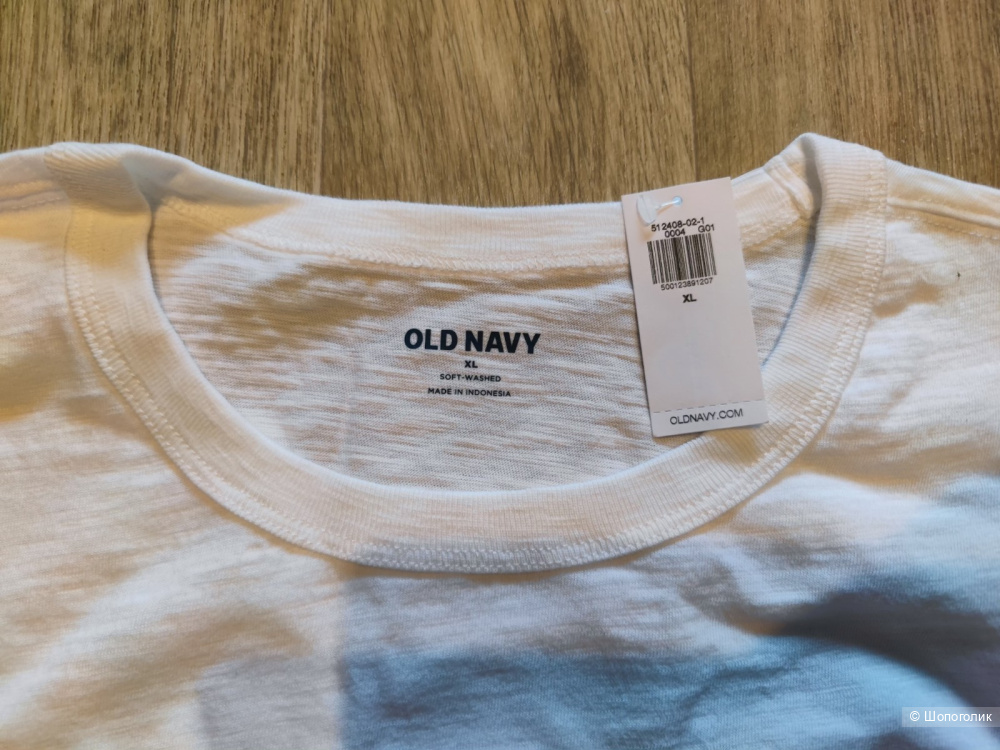 512408-02-1
0004 G01
500123891207
XL
OLDNAVY.COM
OLD NAVY
XL
SOFT-WASHED
MADE IN INDONESIA
© Шопоголик